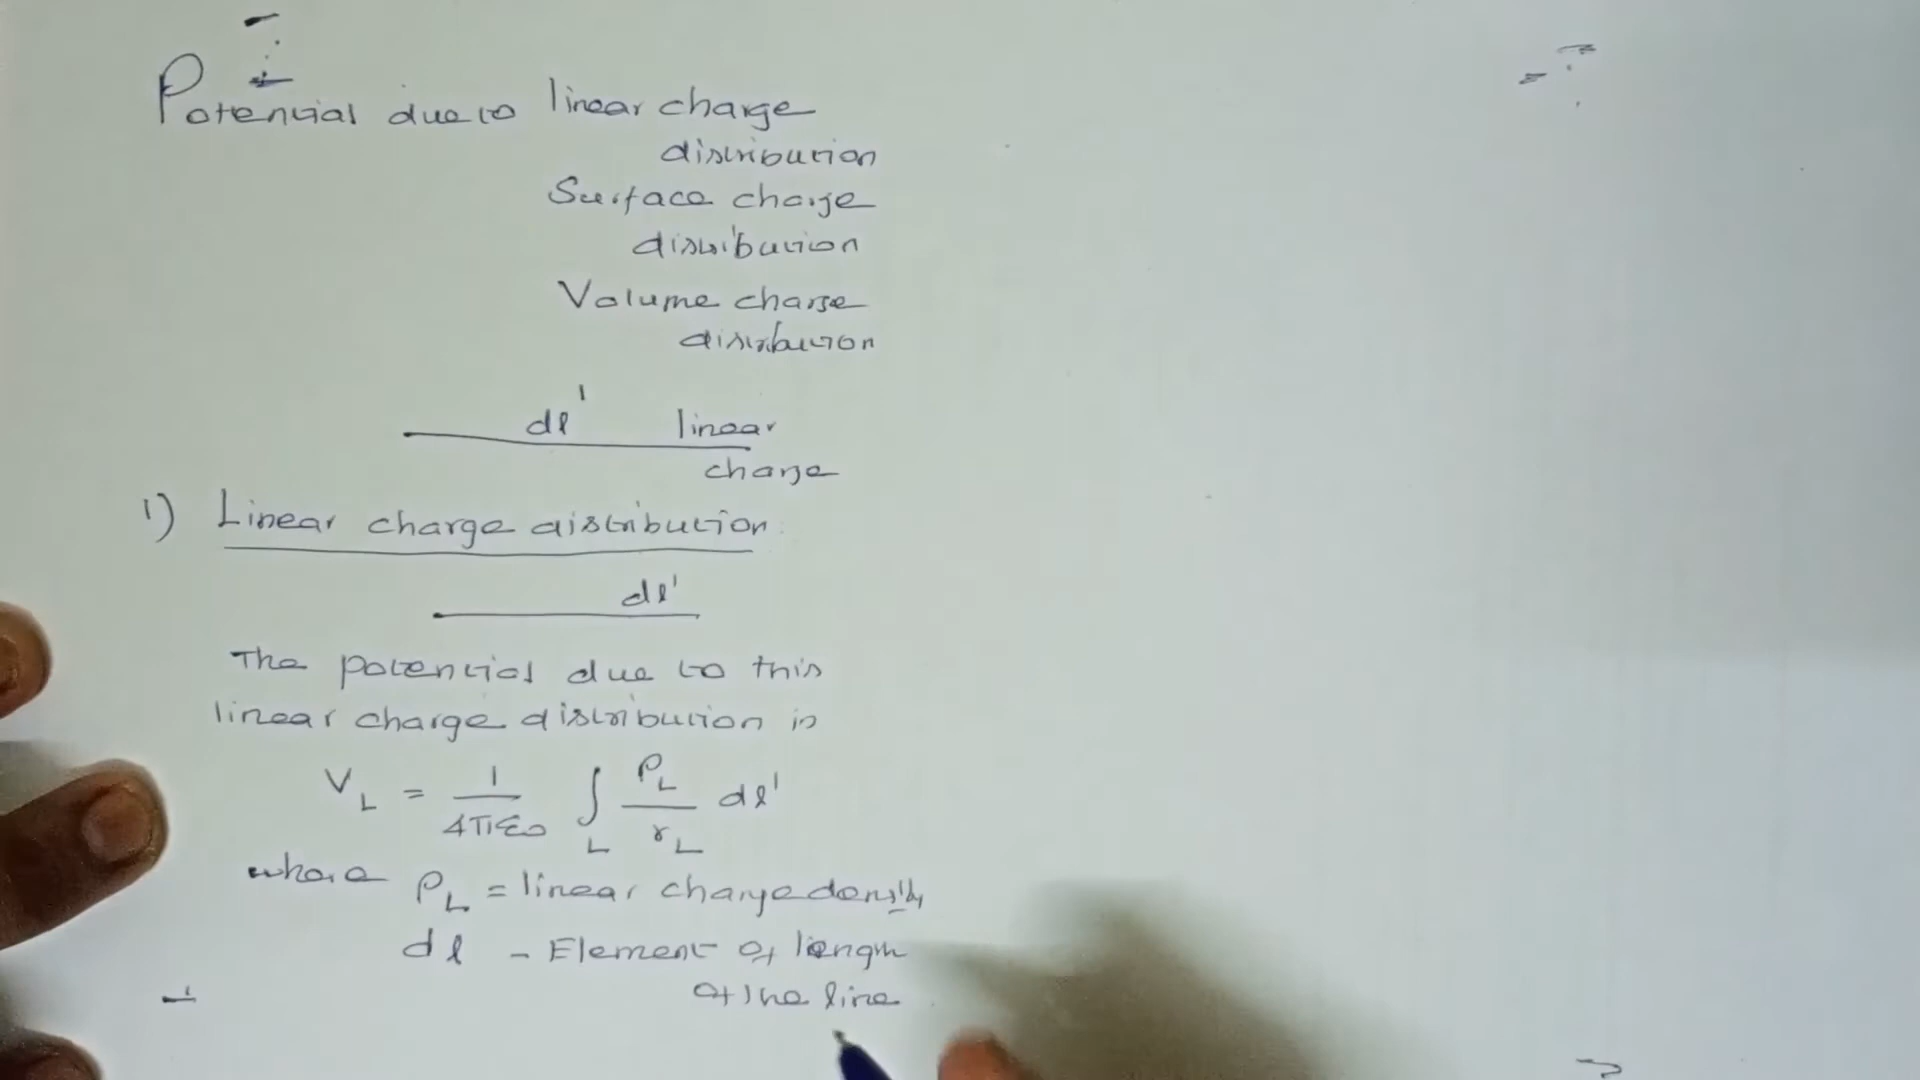 Potential due to linear charge
distribution
Surface charge
distribution
Volume charge
distribution
dl' linear
charge
1) Linear charge distribution
dl'
The potential due to this
linear charge distribution is
V_L = 1/4πε0 ∫_L ρ_L/r_L dl'
where ρ_L = linear charge density
dl - Element of length
of the line